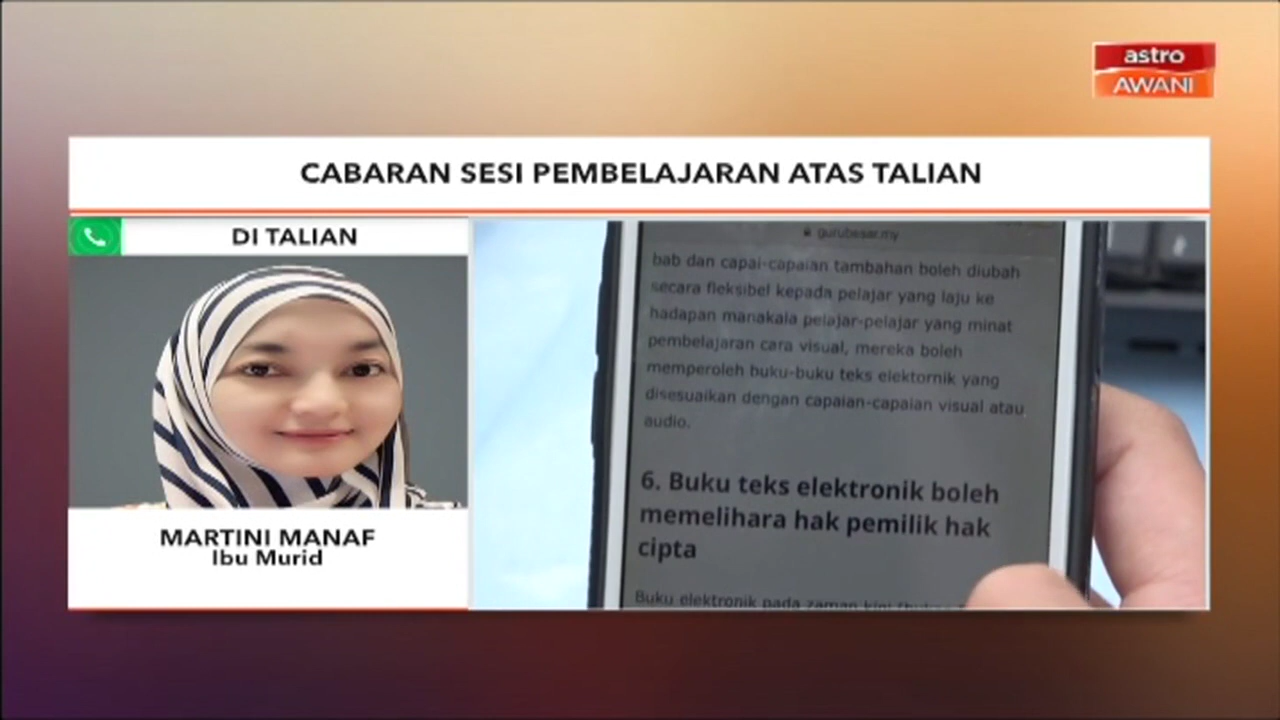 astro
AWANI
CABARAN SESI PEMBELAJARAN ATAS TALIAN
DI TALIAN
MARTINI MANAF
Ibu Murid
gurubesar.my
bab dan capai-capaian tambahan boleh diubah
secara fleksibel kepada pelajar yang laju ke
hadapan manakala pelajar-pelajar yang minat
pembelajaran cara visual, mereka boleh
memperoleh buku-buku teks elektornik yang
disesuaikan dengan capaian-capaian visual atau
audio.
6. Buku teks elektronik boleh
memelihara hak pemilik hak
cipta
Buku elektronik pada zaman kini